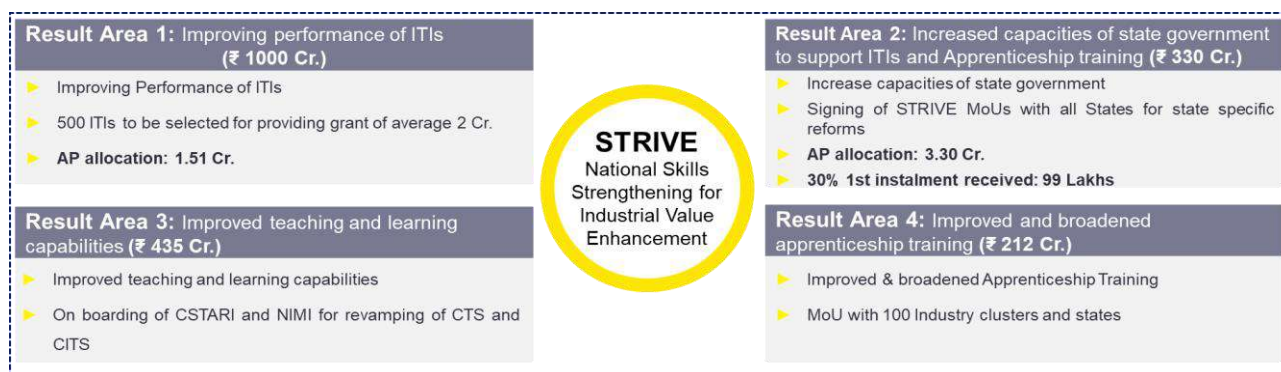 Result Area 1: Improving performance of ITIs
(₹ 1000 Cr.)
Improving Performance of ITIs
500 ITIs to be selected for providing grant of average 2 Cr.
AP allocation: 1.51 Cr.
Result Area 2: Increased capacities of state government
to support ITIs and Apprenticeship training (₹ 330 Cr.)
Increase capacities of state government
Signing of STRIVE MoUs with all States for state specific
reforms
AP allocation: 3.30 Cr.
30% 1st instalment received: 99 Lakhs
STRIVE
National Skills
Strengthening for
Industrial Value
Enhancement
Result Area 3: Improved teaching and learning
capabilities (₹ 435 Cr.)
Improved teaching and learning capabilities
On boarding of CSTARI and NIMI for revamping of CTS and
CITS
Result Area 4: Improved and broadened
apprenticeship training (₹ 212 Cr.)
Improved & broadened Apprenticeship Training
MoU with 100 Industry clusters and states